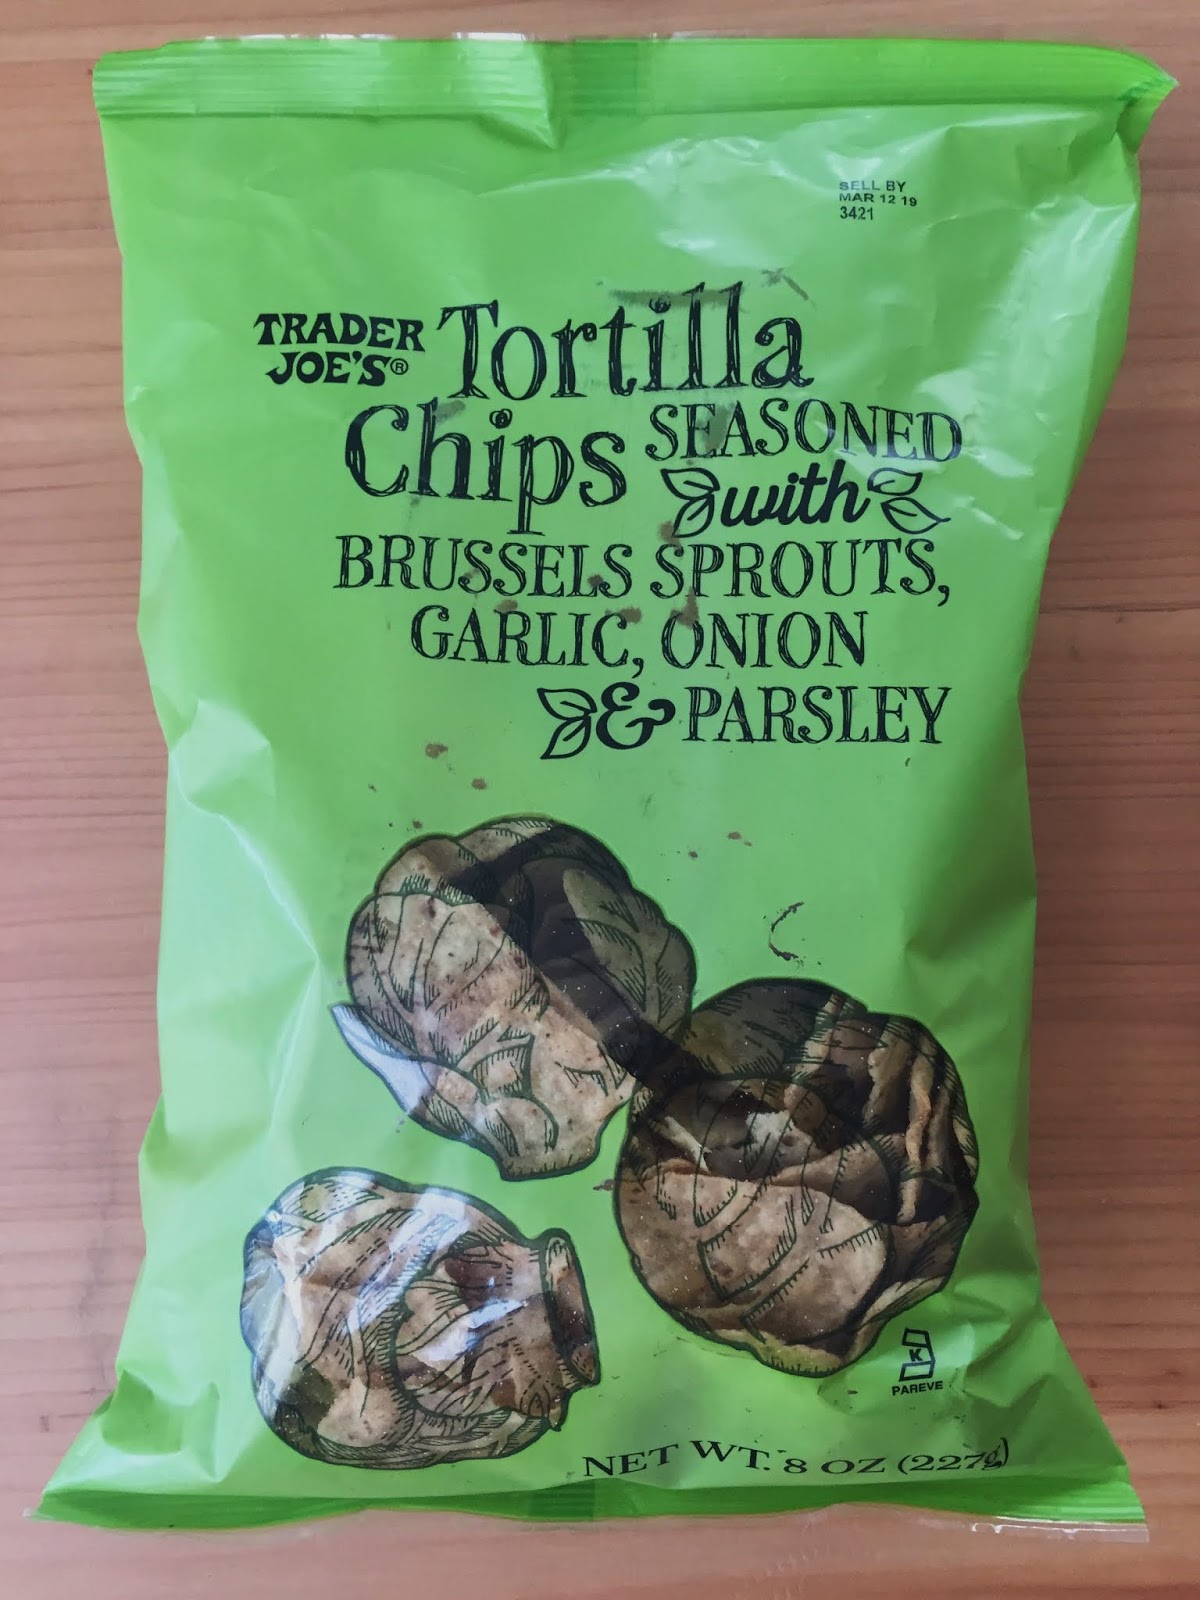 SELL BY
MAR 12 19
3421
TRADER
JOE'S®
Tortilla
Chips SEASONED
with
BRUSSELS SPROUTS,
GARLIC, ONION
& PARSLEY
K
PAREVE
NET WT. 8 OZ (227g)